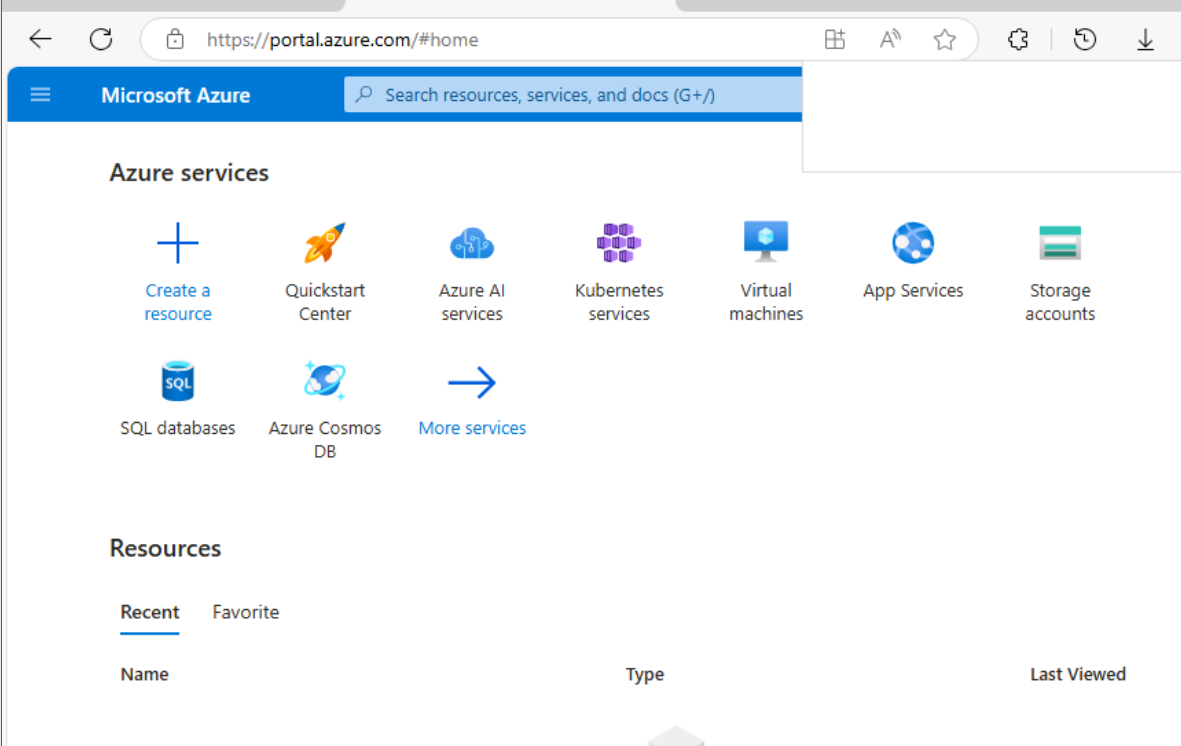 https://portal.azure.com/#home
Microsoft Azure
Search resources, services, and docs (G+/)
Azure services
Create a
resource
Quickstart
Center
Azure AI
services
Kubernetes
services
Virtual
machines
App Services
Storage
accounts
SQL
SQL databases
Azure Cosmos
DB
More services
Resources
Recent
Favorite
Name
Type
Last Viewed